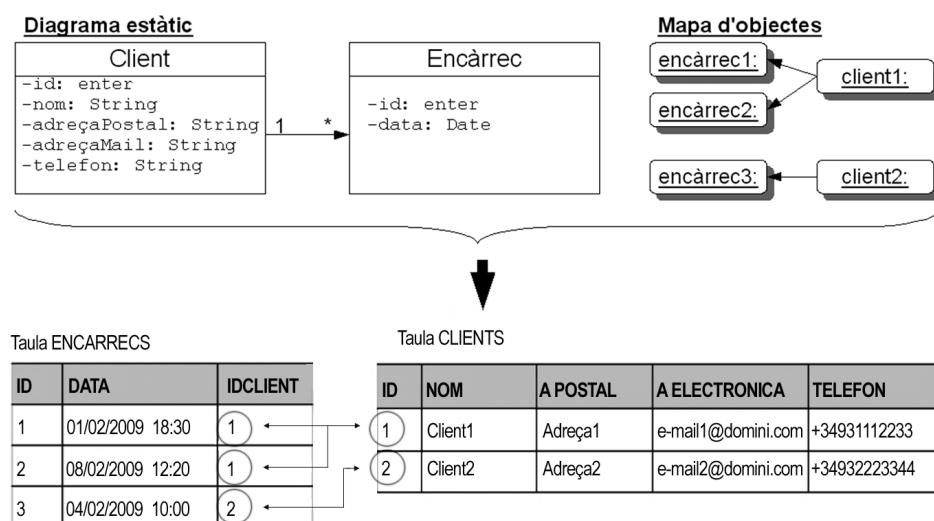 Diagrama estàtic
Mapa d'objectes
Client
-id: enter
-nom: String
-adreçaPostal: String
-adreçaMail: String
-telefon: String
1 *
Encàrrec
-id: enter
-data: Date
encàrrec1:
client1:
encàrrec2:
encàrrec3:
client2:
Taula ENCARRECS
ID DATA IDCLIENT
1 01/02/2009 18:30 1
2 08/02/2009 12:20 1
3 04/02/2009 10:00 2
Taula CLIENTS
ID NOM A POSTAL A ELECTRONICA TELEFON
1 Client1 Adreça1 e-mail1@domini.com +34931112233
2 Client2 Adreça2 e-mail2@domini.com +34932223344